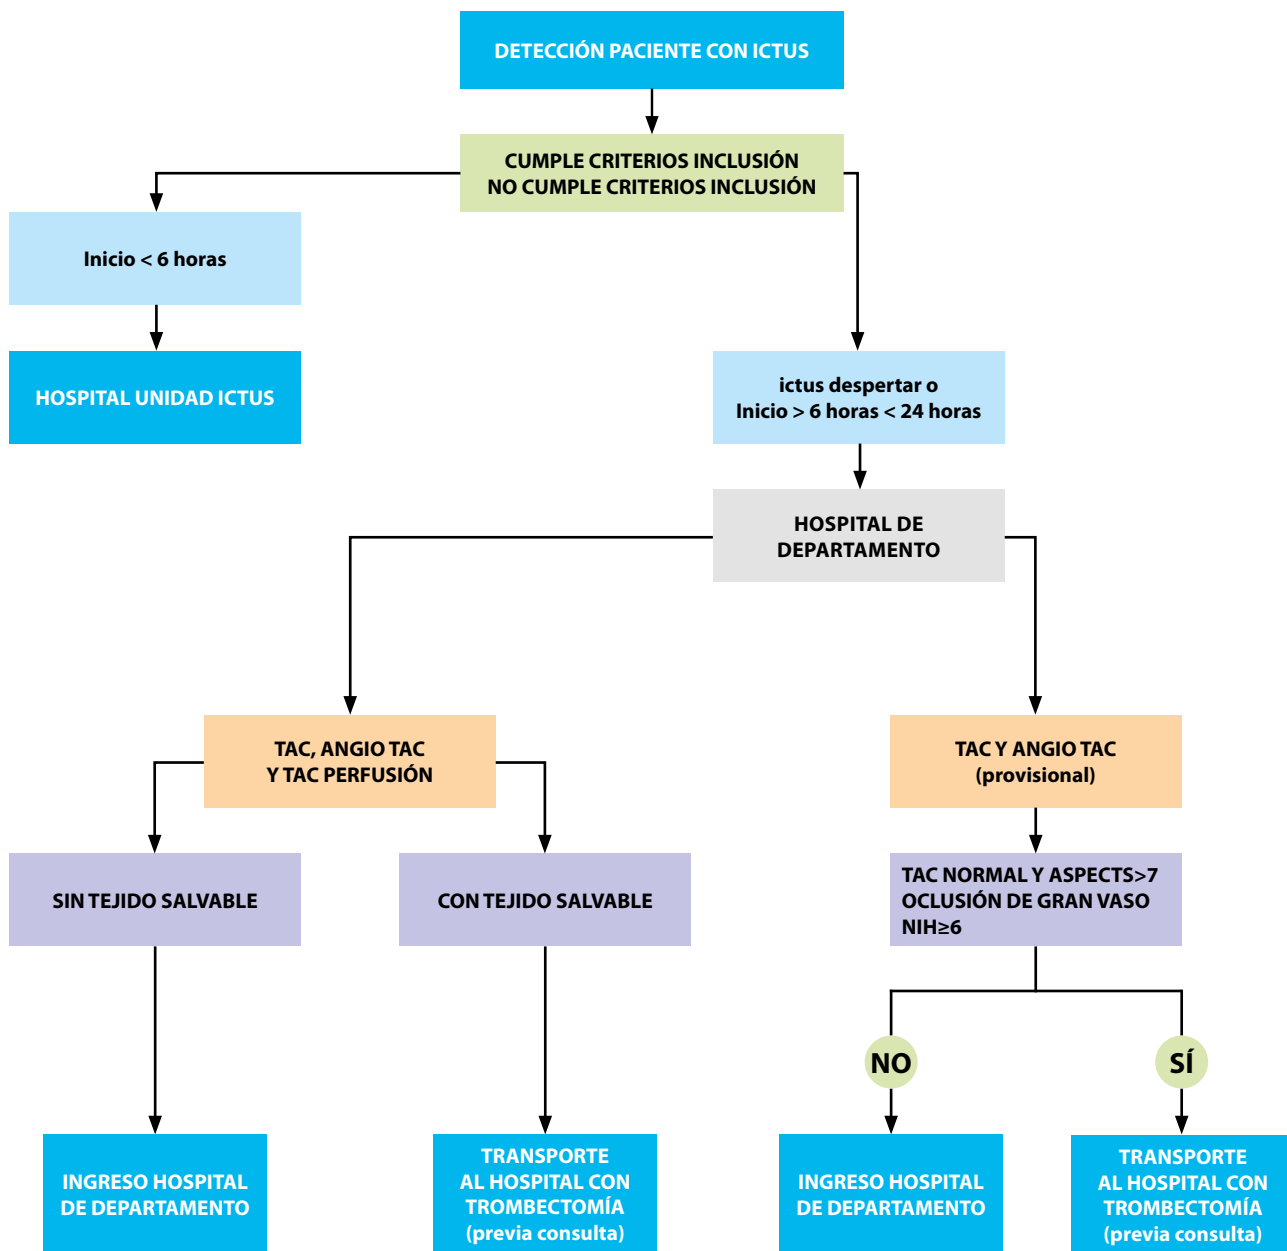 DETECCIÓN PACIENTE CON ICTUS
CUMPLE CRITERIOS INCLUSIÓN
NO CUMPLE CRITERIOS INCLUSIÓN
Inicio < 6 horas
HOSPITAL UNIDAD ICTUS
ictus despertar o
Inicio > 6 horas < 24 horas
HOSPITAL DE
DEPARTAMENTO
TAC, ANGIO TAC
Y TAC PERFUSIÓN
TAC Y ANGIO TAC
(provisional)
SIN TEJIDO SALVABLE
CON TEJIDO SALVABLE
TAC NORMAL Y ASPECTS>7
OCLUSIÓN DE GRAN VASO
NIH≥6
NO
SÍ
INGRESO HOSPITAL
DE DEPARTAMENTO
TRANSPORTE
AL HOSPITAL CON
TROMBECTOMÍA
(previa consulta)
INGRESO HOSPITAL
DE DEPARTAMENTO
TRANSPORTE
AL HOSPITAL CON
TROMBECTOMÍA
(previa consulta)